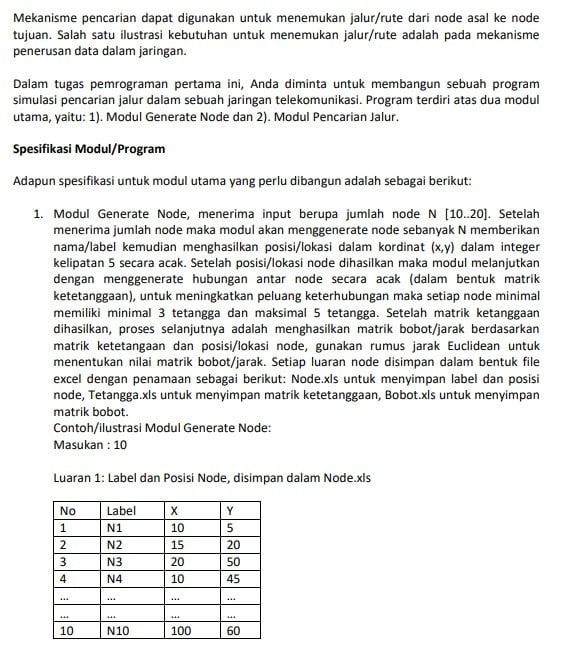 Mekanisme pencarian dapat digunakan untuk menemukan jalur/rute dari node asal ke node
tujuan. Salah satu ilustrasi kebutuhan untuk menemukan jalur/rute adalah pada mekanisme
penerusan data dalam jaringan.
Dalam tugas pemrograman pertama ini, Anda diminta untuk membangun sebuah program
simulasi pencarian jalur dalam sebuah jaringan telekomunikasi. Program terdiri atas dua modul
utama, yaitu: 1). Modul Generate Node dan 2). Modul Pencarian Jalur.
Spesifikasi Modul/Program
Adapun spesifikasi untuk modul utama yang perlu dibangun adalah sebagai berikut:
1. Modul Generate Node, menerima input berupa jumlah node N [10..20]. Setelah
menerima jumlah node maka modul akan menggenerate node sebanyak N memberikan
nama/label kemudian menghasilkan posisi/lokasi dalam kordinat (x,y) dalam integer
kelipatan 5 secara acak. Setelah posisi/lokasi node dihasilkan maka modul melanjutkan
dengan menggenerate hubungan antar node secara acak (dalam bentuk matrik
ketetanggaan), untuk meningkatkan peluang keterhubungan maka setiap node minimal
memiliki minimal 3 tetangga dan maksimal 5 tetangga. Setelah matrik ketanggaan
dihasilkan, proses selanjutnya adalah menghasilkan matrik bobot/jarak berdasarkan
matrik ketetangaan dan posisi/lokasi node, gunakan rumus jarak Euclidean untuk
menentukan nilai matrik bobot/jarak. Setiap luaran node disimpan dalam bentuk file
excel dengan penamaan sebagai berikut: Node.xls untuk menyimpan label dan posisi
node, Tetangga.xls untuk menyimpan matrik ketetanggaan, Bobot.xls untuk menyimpan
matrik bobot.
Contoh/ilustrasi Modul Generate Node:
Masukan : 10
Luaran 1: Label dan Posisi Node, disimpan dalam Node.xls
No Label X Y
1 N1 10 5
2 N2 15 20
3 N3 20 50
4 N4 10 45
... ... ... ...
... ... ... ...
10 N10 100 60